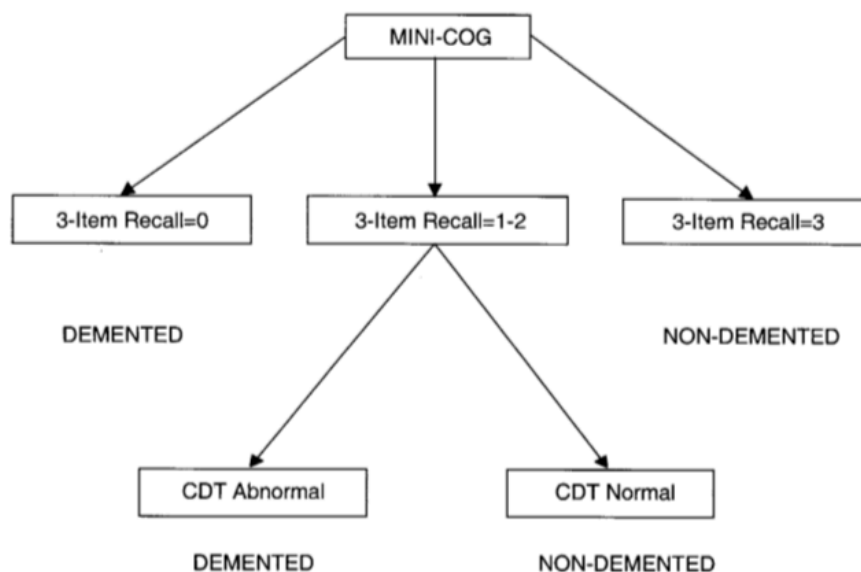 MINI-COG
3-Item Recall=0
3-Item Recall=1-2
3-Item Recall=3
DEMENTED
NON-DEMENTED
CDT Abnormal
CDT Normal
DEMENTED
NON-DEMENTED